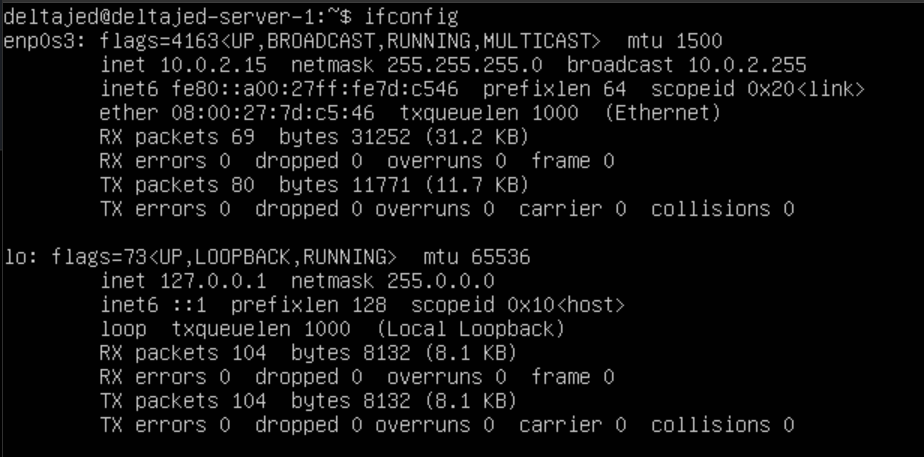 deltajed@deltajed-server-1:~$ ifconfig
enp0s3: flags=4163<UP,BROADCAST,RUNNING,MULTICAST>  mtu 1500
        inet 10.0.2.15  netmask 255.255.255.0  broadcast 10.0.2.255
        inet6 fe80::a00:27ff:fe7d:c546  prefixlen 64  scopeid 0x20<link>
        ether 08:00:27:7d:c5:46  txqueuelen 1000  (Ethernet)
        RX packets 69  bytes 31252 (31.2 KB)
        RX errors 0  dropped 0  overruns 0  frame 0
        TX packets 80  bytes 11771 (11.7 KB)
        TX errors 0  dropped 0 overruns 0  carrier 0  collisions 0

lo: flags=73<UP,LOOPBACK,RUNNING>  mtu 65536
        inet 127.0.0.1  netmask 255.0.0.0
        inet6 ::1  prefixlen 128  scopeid 0x10<host>
        loop  txqueuelen 1000  (Local Loopback)
        RX packets 104  bytes 8132 (8.1 KB)
        RX errors 0  dropped 0  overruns 0  frame 0
        TX packets 104  bytes 8132 (8.1 KB)
        TX errors 0  dropped 0 overruns 0  carrier 0  collisions 0